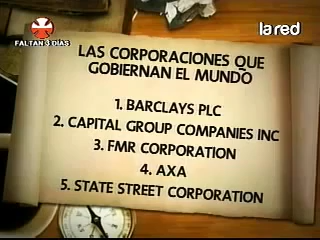 FALTAN 3 DÍAS
la red
LAS CORPORACIONES QUE
GOBIERNAN EL MUNDO
1. BARCLAYS PLC
2. CAPITAL GROUP COMPANIES INC
3. FMR CORPORATION
4. AXA
5. STATE STREET CORPORATION